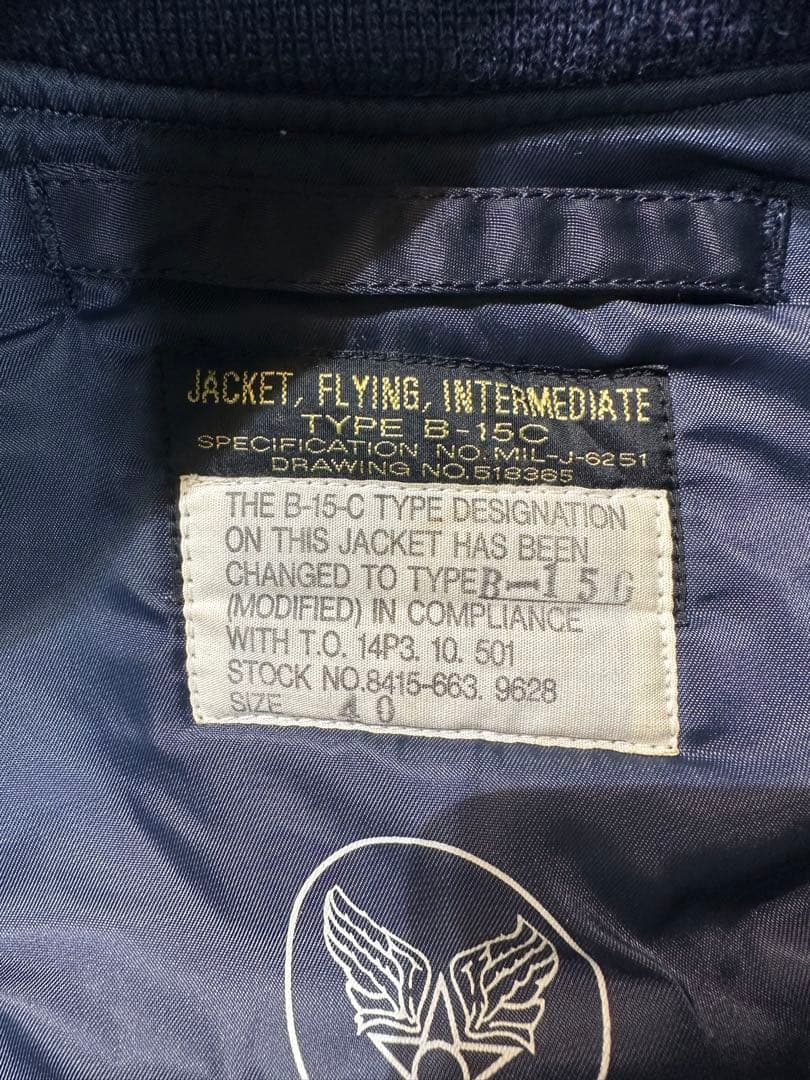 JACKET, FLYING, INTERMEDIATE
TYPE B-15C
SPECIFICATION NO.MIL-J-6251
DRAWING NO.518365
THE B-15-C TYPE DESIGNATION
ON THIS JACKET HAS BEEN
CHANGED TO TYPE B-15C
(MODIFIED) IN COMPLIANCE
WITH T.O. 14P3. 10. 501
STOCK NO.8415-663. 9628
SIZE 40